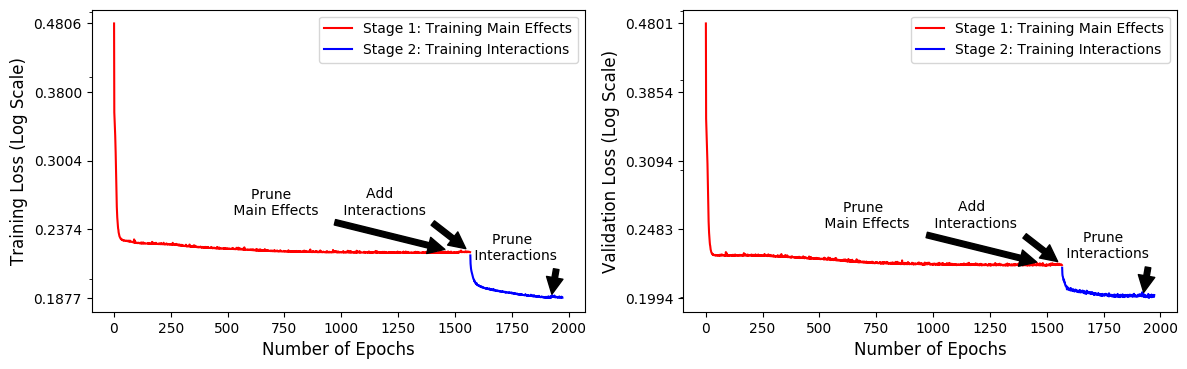 Training Loss (Log Scale)
0.4806
0.3800
0.3004
0.2374
0.1877
Stage 1: Training Main Effects
Stage 2: Training Interactions
Prune
Main Effects
Add
Interactions
Prune
Interactions
0 250 500 750 1000 1250 1500 1750 2000
Number of Epochs
Validation Loss (Log Scale)
0.4801
0.3854
0.3094
0.2483
0.1994
Stage 1: Training Main Effects
Stage 2: Training Interactions
Prune
Main Effects
Add
Interactions
Prune
Interactions
0 250 500 750 1000 1250 1500 1750 2000
Number of Epochs